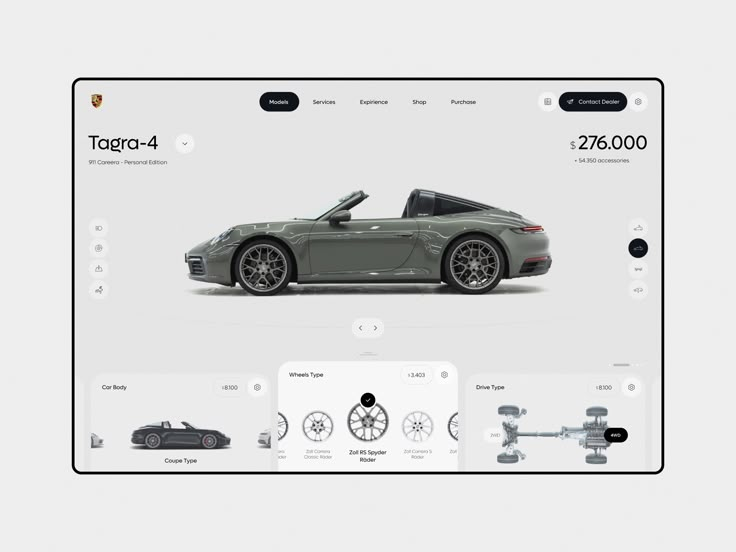 Models
Services
Expirience
Shop
Purchase
Contact Dealer
Tagra-4
911 Careera - Personal Edition
$ 276.000
+ 54.350 accessories
Car Body
$ 8.100
Coupe Type
Wheels Type
$ 3.403
Zoll Carrera
Classic Räder
Zoll RS Spyder
Räder
Zoll Carrera S
Räder
Drive Type
$ 8.100
4WD